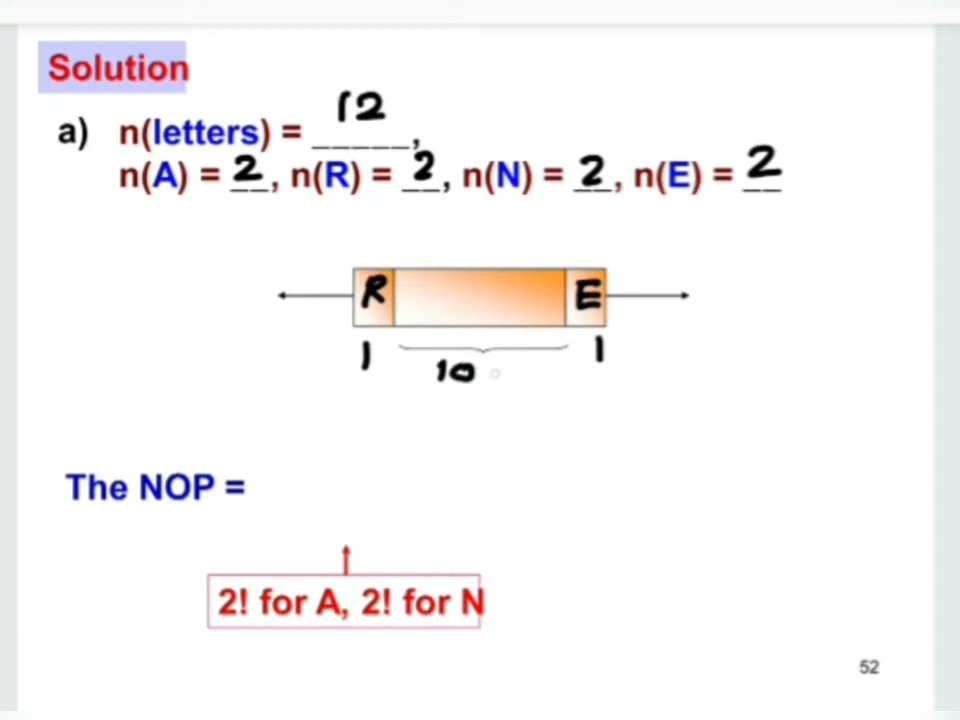 Solution
a) n(letters) = 12,
n(A) = 2, n(R) = 2, n(N) = 2, n(E) = 2
R E
1 10 1
The NOP =
2! for A, 2! for N
52